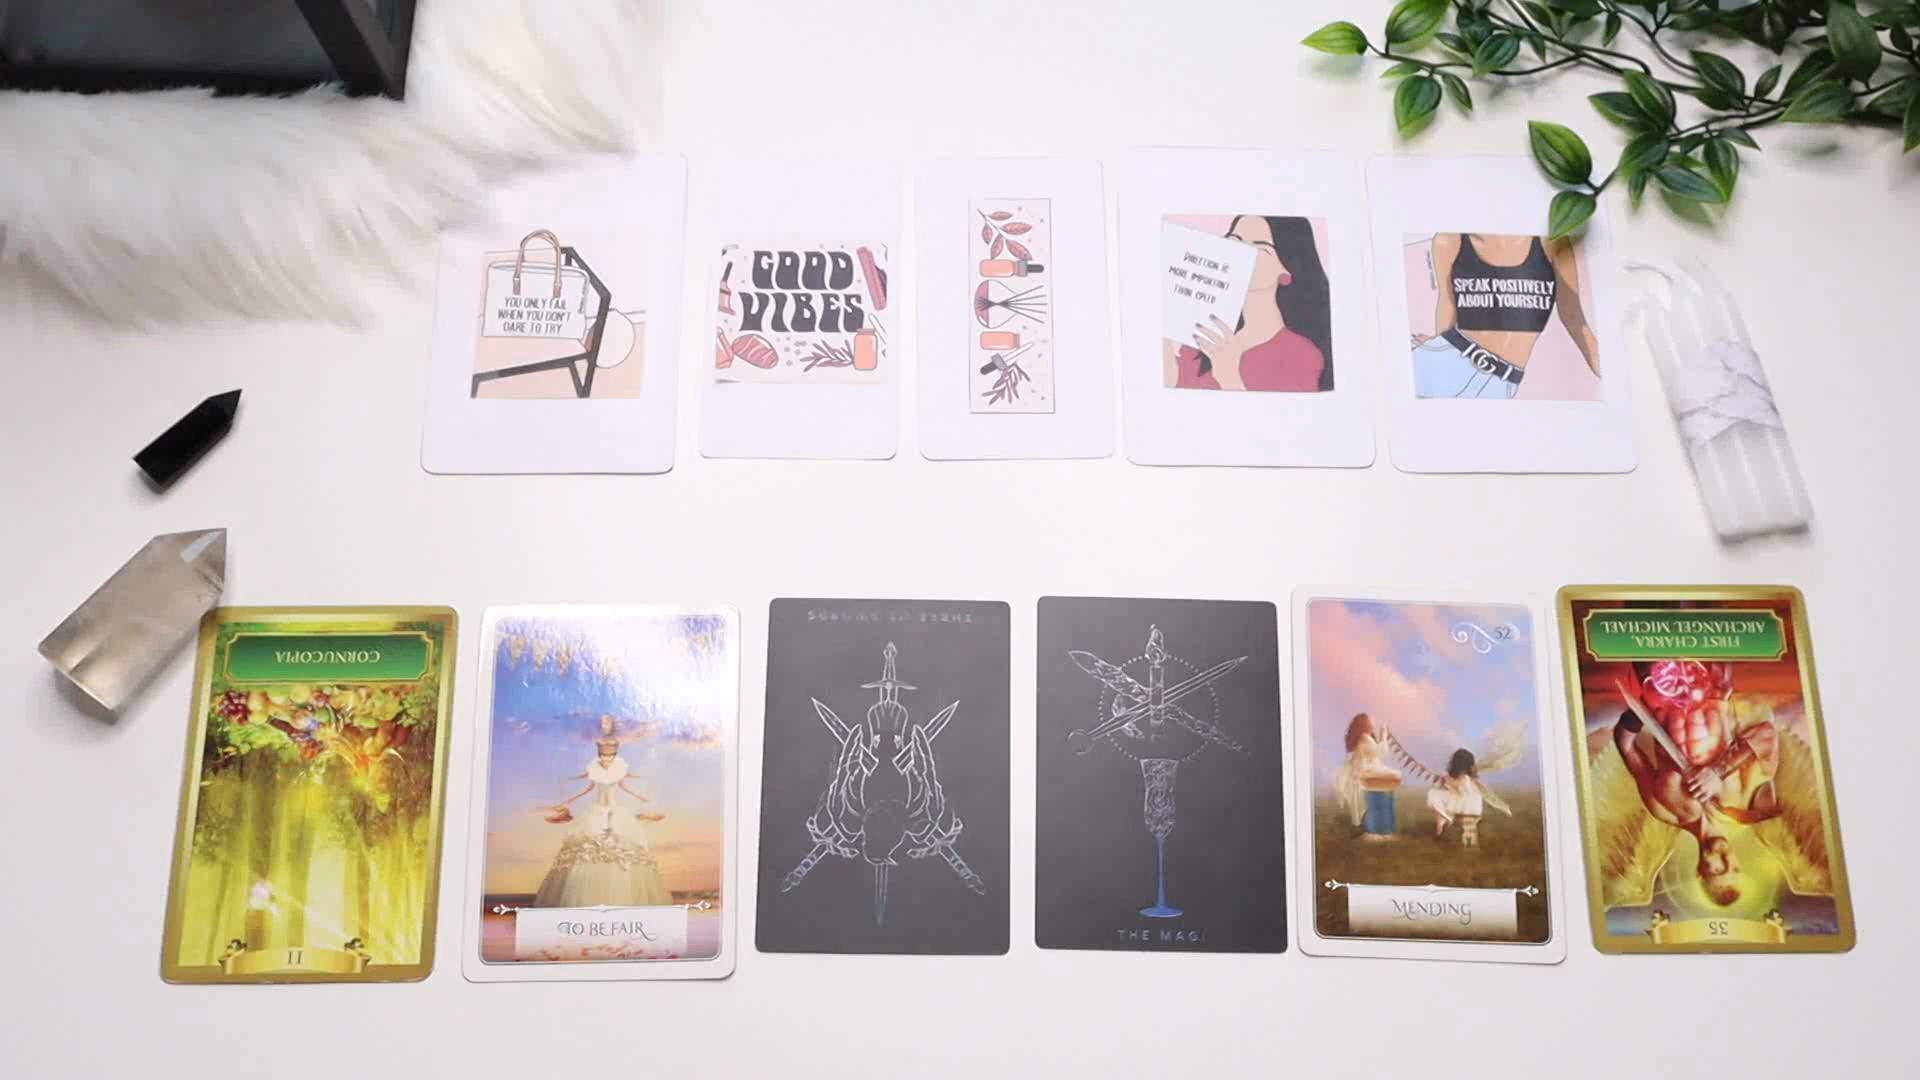 YOU ONLY FAIL
WHEN YOU DON'T
DARE TO TRY
GOOD
VIBES
DIRECTION IS
MORE IMPORTANT
THAN SPEED
SPEAK POSITIVELY
ABOUT YOURSELF
CORNUCOPIA
11
TO BE FAIR
THREE OF SWORDS
THE MAGI
52
MENDING
FIRST CHAKRA,
ARCHANGEL MICHAEL
35